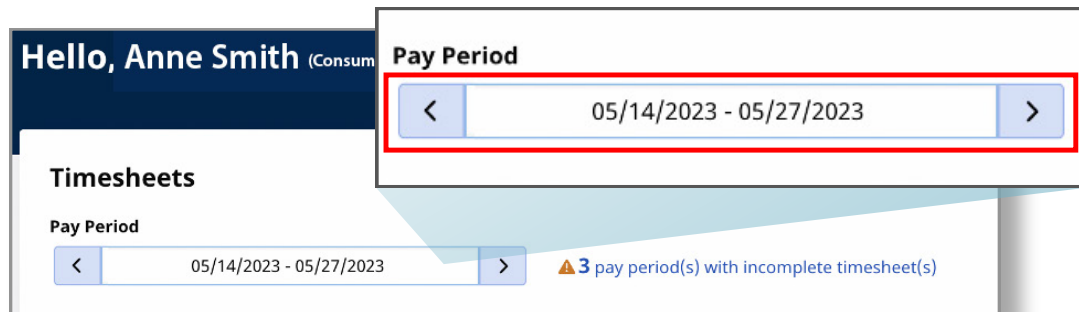 Hello, Anne Smith (Consum
Pay Period
05/14/2023 - 05/27/2023
Timesheets
Pay Period
05/14/2023 - 05/27/2023
3 pay period(s) with incomplete timesheet(s)